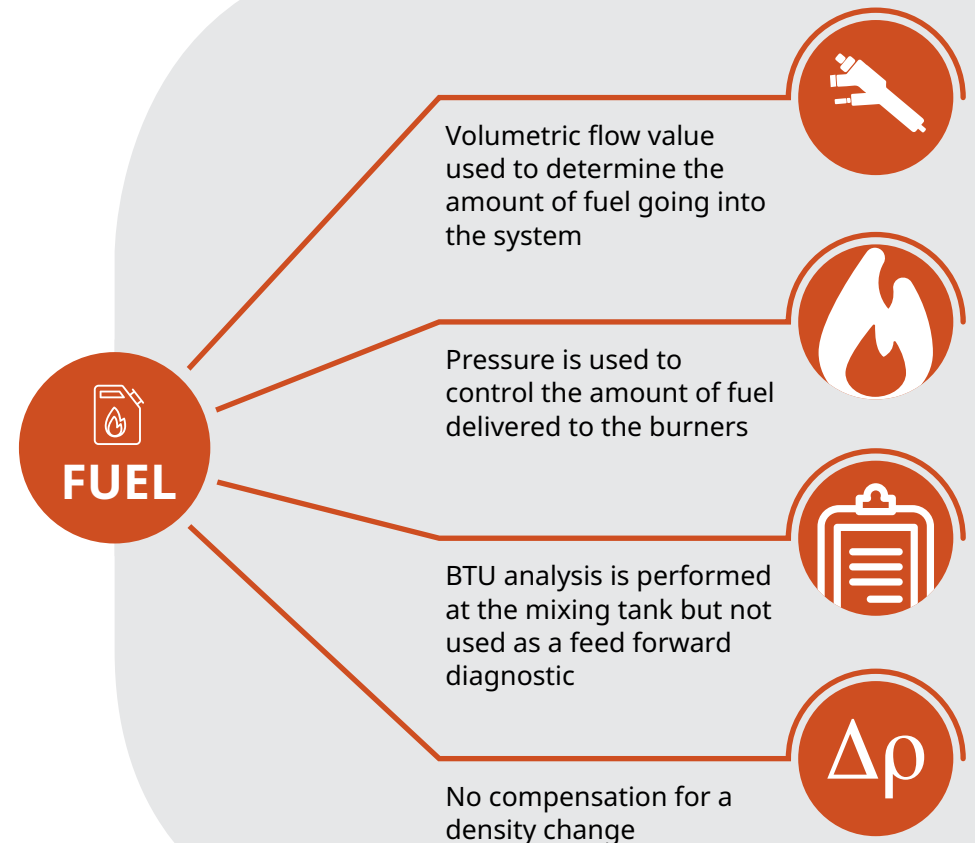 Volumetric flow value
used to determine the
amount of fuel going into
the system
Pressure is used to
control the amount of fuel
delivered to the burners
FUEL
BTU analysis is performed
at the mixing tank but not
used as a feed forward
diagnostic
Δρ
No compensation for a
density change